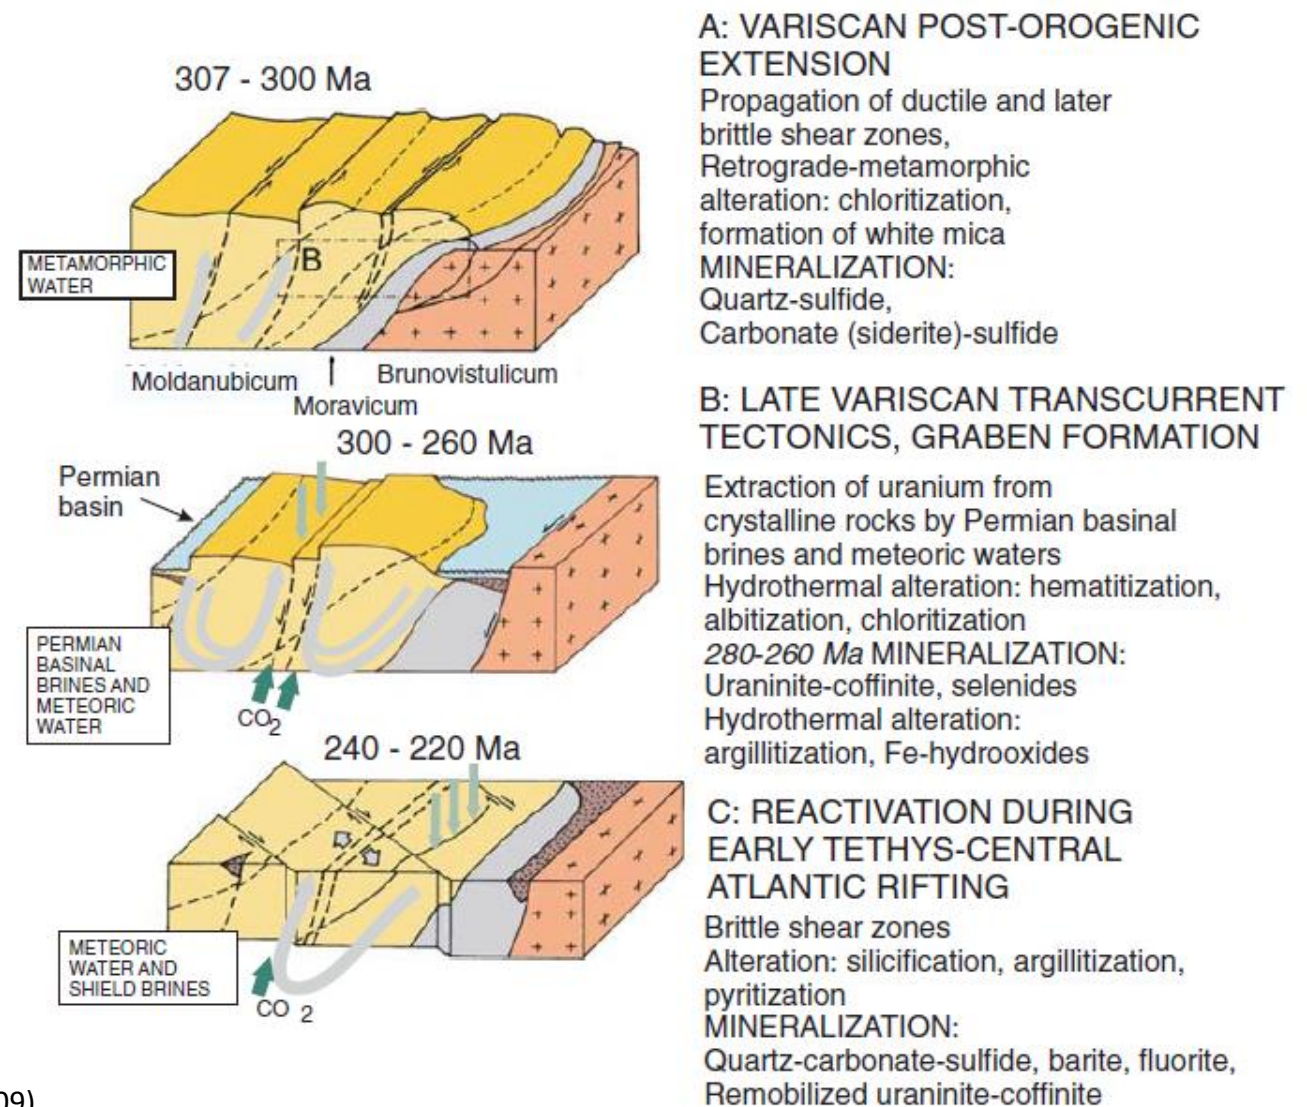 307 - 300 Ma
METAMORPHIC
WATER
B
Moldanubicum
Brunovistulicum
Moravicum
A: VARISCAN POST-OROGENIC
EXTENSION
Propagation of ductile and later
brittle shear zones,
Retrograde-metamorphic
alteration: chloritization,
formation of white mica
MINERALIZATION:
Quartz-sulfide,
Carbonate (siderite)-sulfide
300 - 260 Ma
Permian
basin
PERMIAN
BASINAL
BRINES AND
METEORIC
WATER
CO2
B: LATE VARISCAN TRANSCURRENT
TECTONICS, GRABEN FORMATION
Extraction of uranium from
crystalline rocks by Permian basinal
brines and meteoric waters
Hydrothermal alteration: hematitization,
albitization, chloritization
280-260 Ma MINERALIZATION:
Uraninite-coffinite, selenides
Hydrothermal alteration:
argillitization, Fe-hydrooxides
240 - 220 Ma
METEORIC
WATER AND
SHIELD BRINES
CO 2
C: REACTIVATION DURING
EARLY TETHYS-CENTRAL
ATLANTIC RIFTING
Brittle shear zones
Alteration: silicification, argillitization,
pyritization
MINERALIZATION:
Quartz-carbonate-sulfide, barite, fluorite,
Remobilized uraninite-coffinite
09)